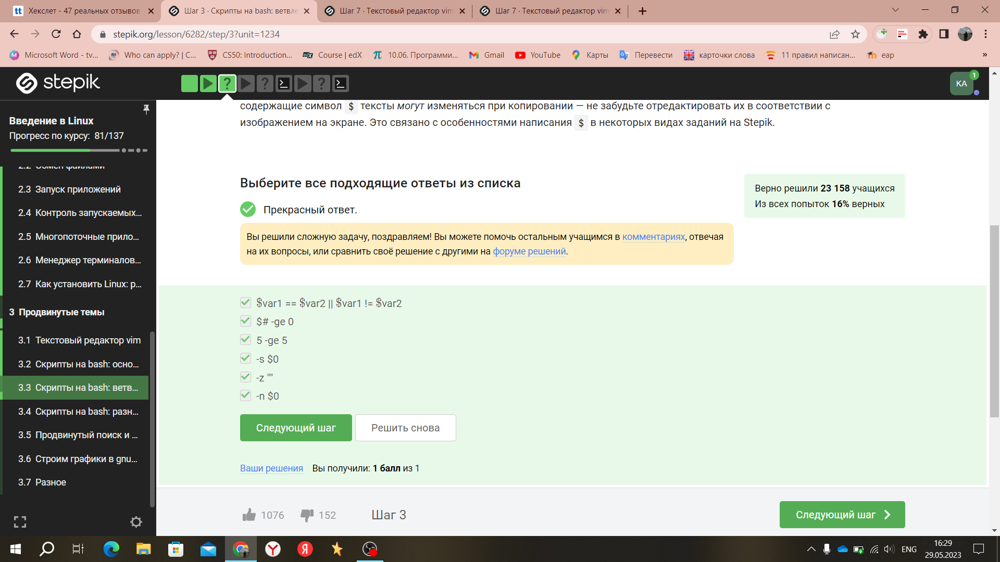 Хекслет - 47 реальных отзывов
Шаг 3 · Скрипты на bash: ветвле
Шаг 7 · Текстовый редактор vim
Шаг 7 · Текстовый редактор vim
stepik.org/lesson/6282/step/3?unit=1234
Microsoft Word - tv...
Who can apply? | C...
CS50: Introduction...
Course | edX
10.06. Программи...
Gmail
YouTube
Карты
Перевести
карточки слова
11 правил написан...
eap
»
stepik
KA
1
Введение в Linux
Прогресс по курсу: 81/137
2.2 Обмен файлами
2.3 Запуск приложений
2.4 Контроль запускаемых...
2.5 Многопоточные прило...
2.6 Менеджер терминалов...
2.7 Как установить Linux: р...
3 Продвинутые темы
3.1 Текстовый редактор vim
3.2 Скрипты на bash: осно...
3.3 Скрипты на bash: ветв...
3.4 Скрипты на bash: разн...
3.5 Продвинутый поиск и ...
3.6 Строим графики в gnu...
3.7 Разное
содержащие символ $ тексты могут изменяться при копировании — не забудьте отредактировать их в соответствии с
изображением на экране. Это связано с особенностями написания $ в некоторых видах заданий на Stepik.
Выберите все подходящие ответы из списка
Верно решили 23 158 учащихся
Из всех попыток 16% верных
Прекрасный ответ.
Вы решили сложную задачу, поздравляем! Вы можете помочь остальным учащимся в комментариях, отвечая
на их вопросы, или сравнить своё решение с другими на форуме решений.
$var1 == $var2 || $var1 != $var2
$# -ge 0
5 -ge 5
-s $0
-z ""
-n $0
Следующий шаг
Решить снова
Ваши решения Вы получили: 1 балл из 1
1076
152
Шаг 3
Следующий шаг
ENG
16:29
29.05.2023